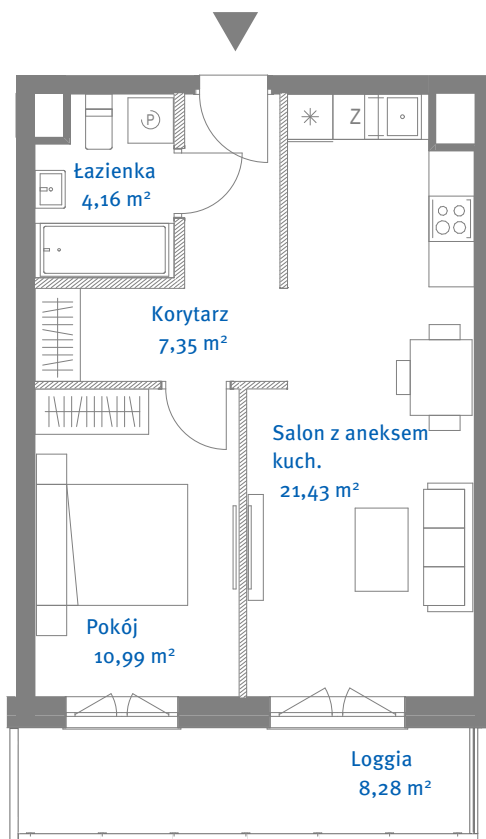 P
Z
Łazienka
4,16 m²
Korytarz
7,35 m²
Salon z aneksem
kuch.
21,43 m²
Pokój
10,99 m²
Loggia
8,28 m²